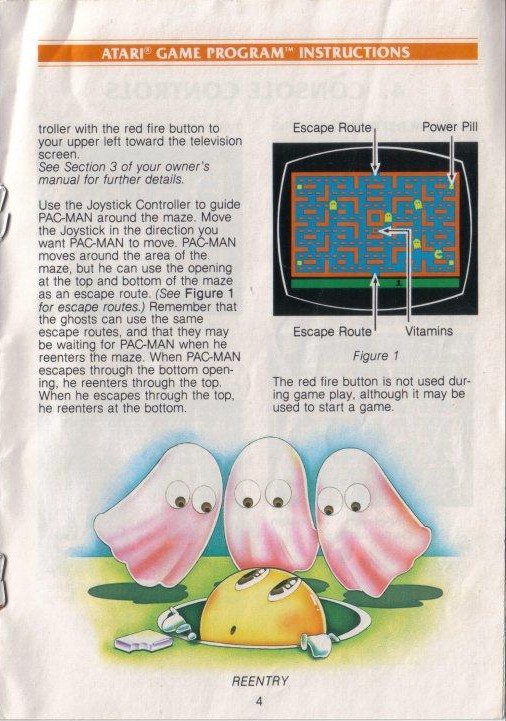 ATARI® GAME PROGRAM™ INSTRUCTIONS
troller with the red fire button to
your upper left toward the television
screen.
See Section 3 of your owner's
manual for further details.
Use the Joystick Controller to guide
PAC-MAN around the maze. Move
the Joystick in the direction you
want PAC-MAN to move. PAC-MAN
moves around the area of the
maze, but he can use the opening
at the top and bottom of the maze
as an escape route. (See Figure 1
for escape routes.) Remember that
the ghosts can use the same
escape routes, and that they may
be waiting for PAC-MAN when he
reenters the maze. When PAC-MAN
escapes through the bottom open-
ing, he reenters through the top.
When he escapes through the top,
he reenters at the bottom.
Escape Route
Power Pill
Escape Route
Vitamins
Figure 1
The red fire button is not used dur-
ing game play, although it may be
used to start a game.
REENTRY
4